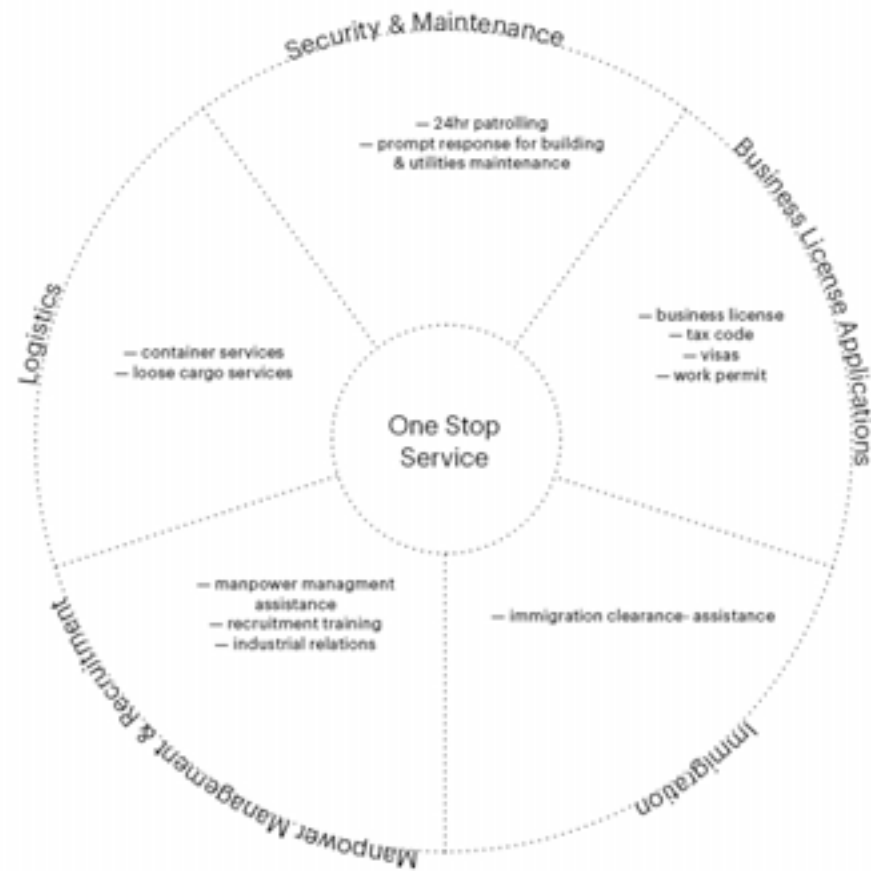 Security & Maintenance
— 24hr patrolling
— prompt response for building
& utilities maintenance
Business License Applications
— business license
— tax code
— visas
— work permit
Immigration
— immigration clearance- assistance
Manpower Management & Recruitment
— manpower managment
assistance
— recruitment training
— industrial relations
Logistics
— container services
— loose cargo services
One Stop
Service